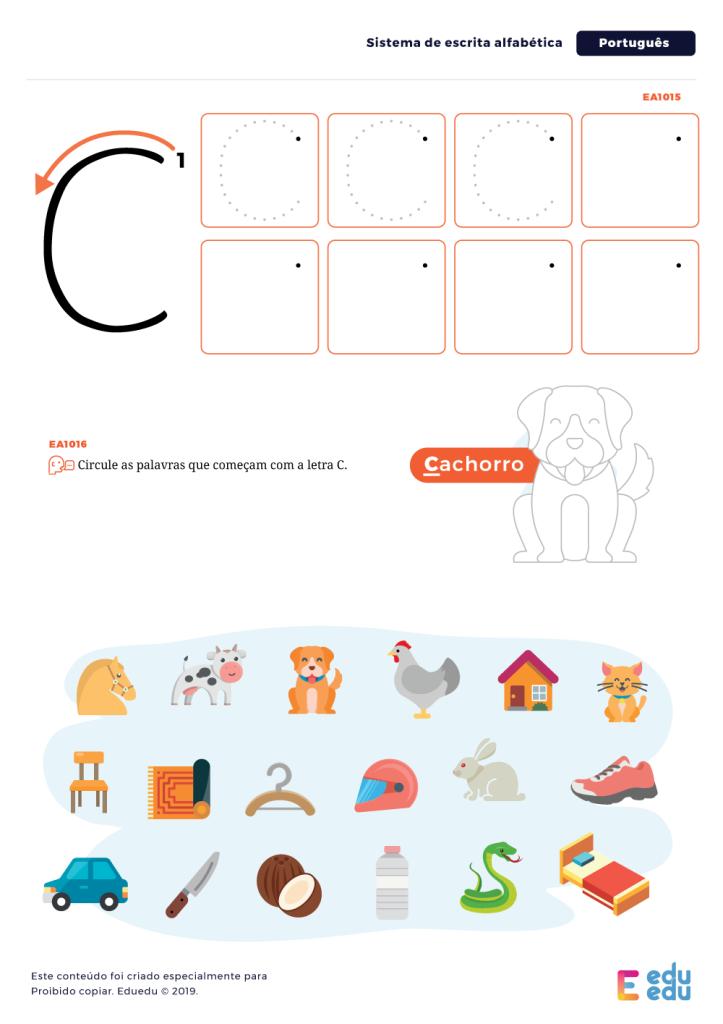 Sistema de escrita alfabética
Português
EA1015
1
EA1016
Circule as palavras que começam com a letra C.
Cachorro
Este conteúdo foi criado especialmente para
Proibido copiar. Eduedu © 2019.
E edu
edu